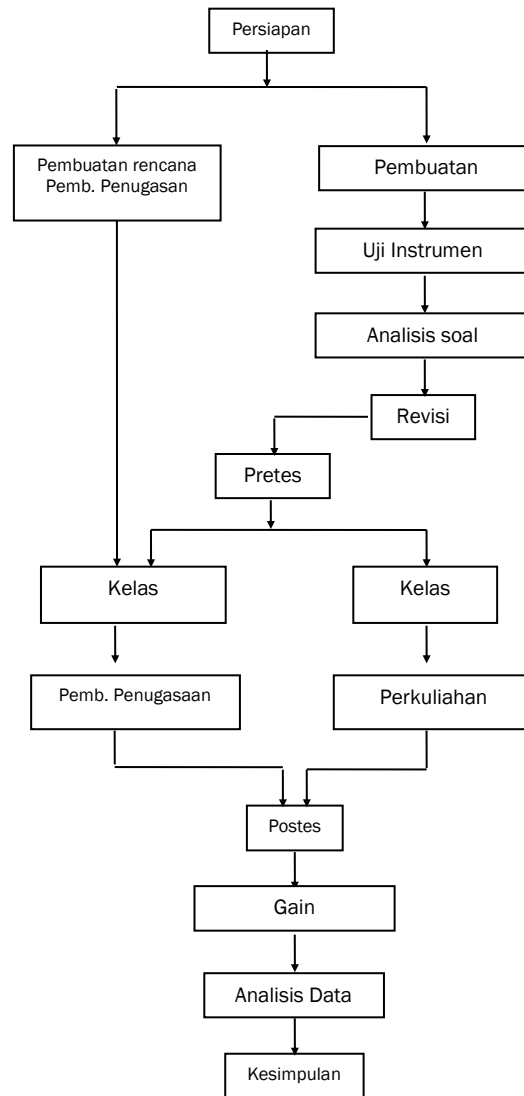 Persiapan
Pembuatan rencana
Pemb. Penugasan
Pembuatan
Uji Instrumen
Analisis soal
Revisi
Pretes
Kelas
Kelas
Pemb. Penugasaan
Perkuliahan
Postes
Gain
Analisis Data
Kesimpulan